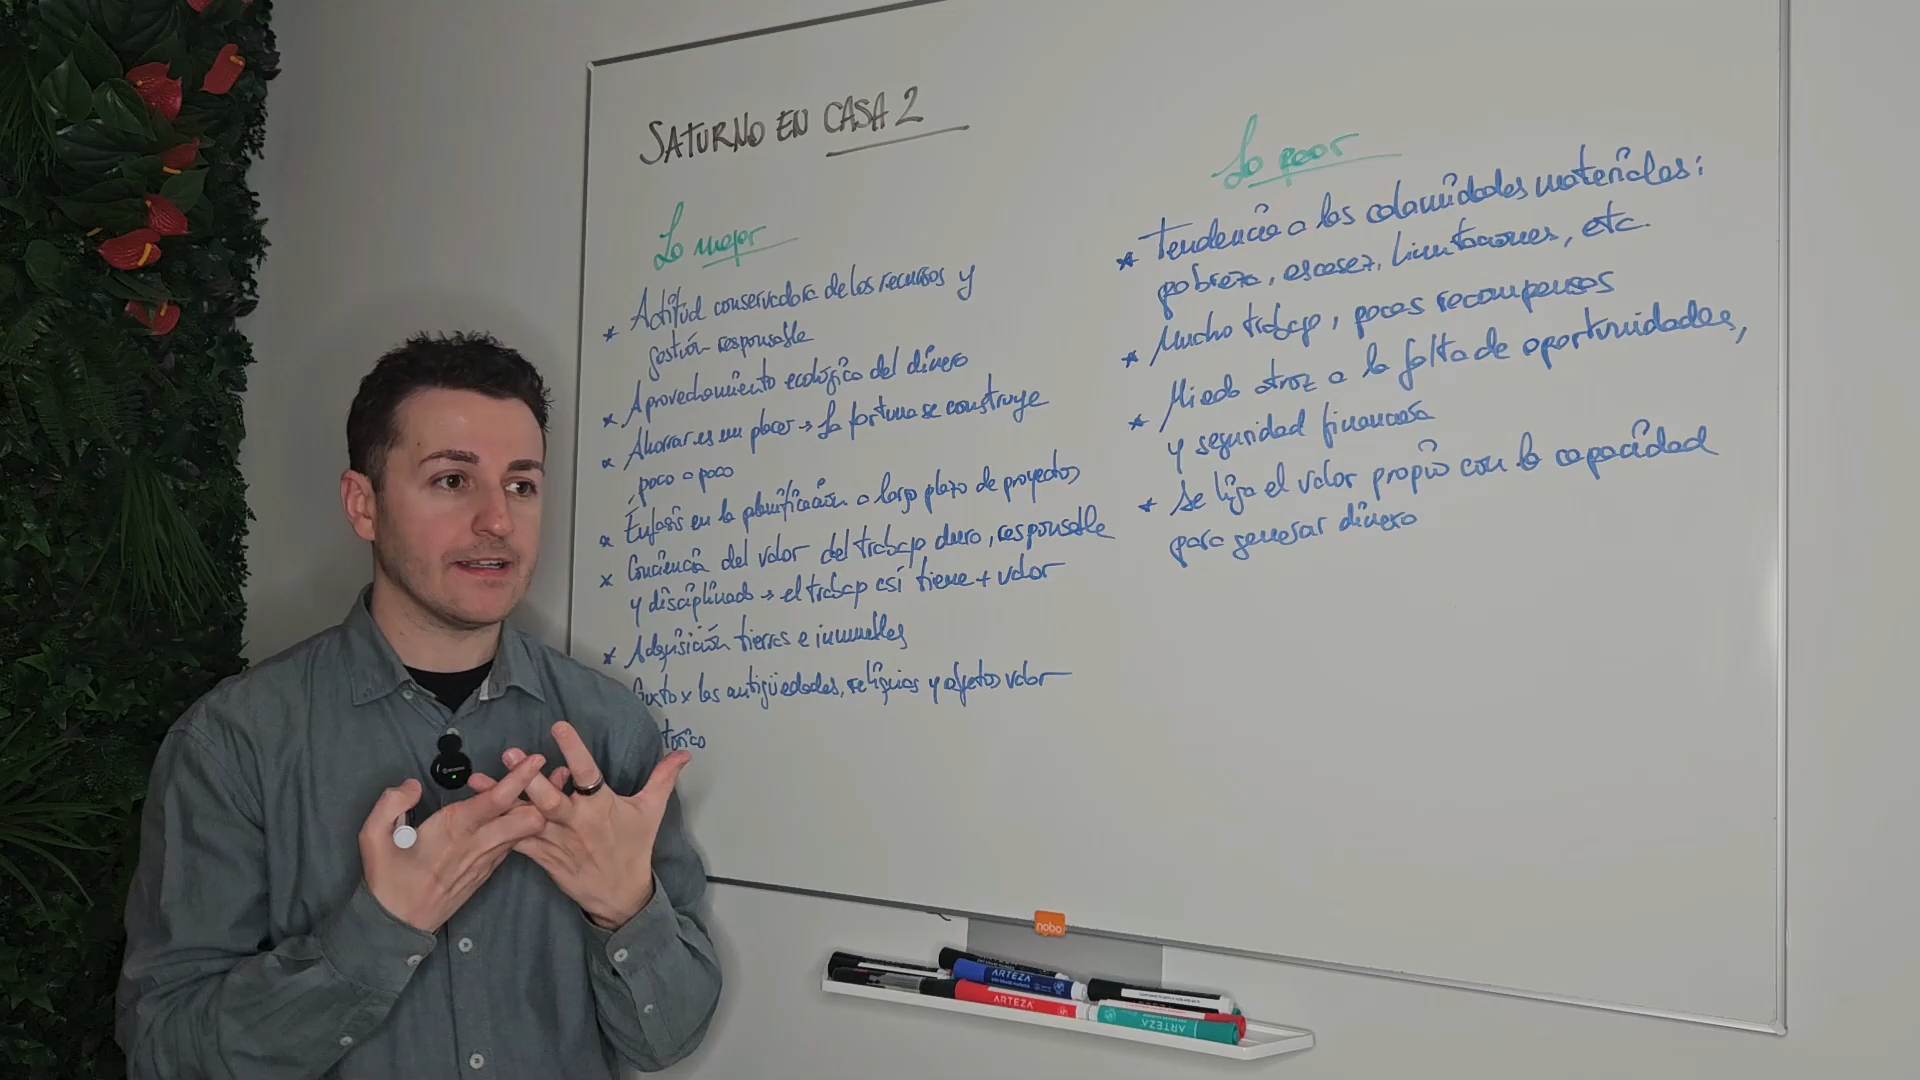 SATURNO EN CASA 2
Lo mejor
* Actitud conservadora de los recursos y
gestión responsable
* Aprovechamiento ecológico del dinero
* Ahorrar es un placer → La fortuna se construye
poco a poco
* Énfasis en la planificación a largo plazo de proyectos
* Conciencia del valor del trabajo duro, responsable
y disciplinado → el trabajo así tiene + valor
* Adquisición tierras e inmuebles
Gusto x las antigüedades, reliquias y objetos valor
tórico
Lo peor
* Tendencia a las calamidades materiales:
pobreza, escasez, limitaciones, etc.
* Mucho trabajo, pocas recompensas
* Miedo atroz a la falta de oportunidades,
y seguridad financiera
* Se liga el valor propio con la capacidad
para generar dinero
nobo
ARTEZA
ARTEZA
ARTEZA